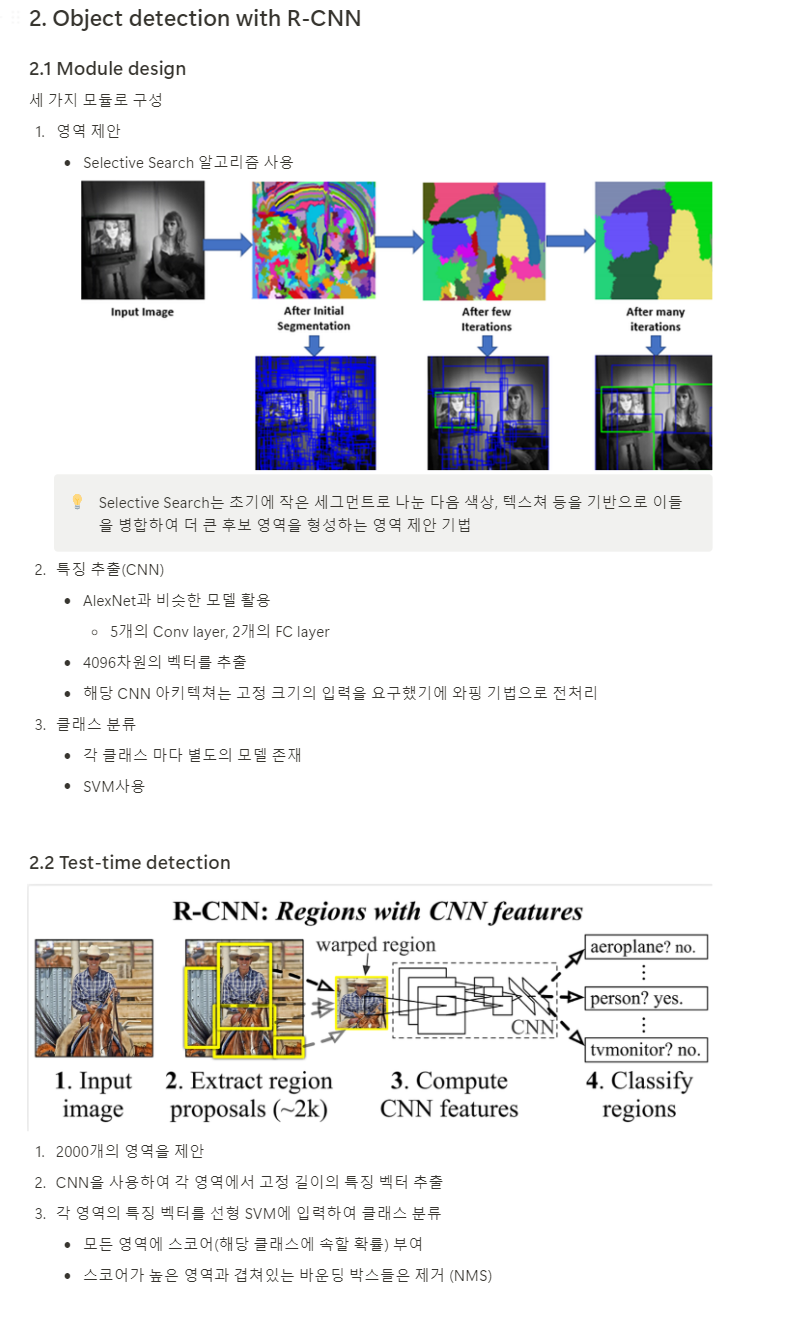 2. Object detection with R-CNN
2.1 Module design
세 가지 모듈로 구성
1. 영역 제안
• Selective Search 알고리즘 사용
Input Image
After Initial
Segmentation
After few
Iterations
After many
iterations
Selective Search는 초기에 작은 세그먼트로 나눈 다음 색상, 텍스쳐 등을 기반으로 이들
을 병합하여 더 큰 후보 영역을 형성하는 영역 제안 기법
2. 특징 추출(CNN)
• AlexNet과 비슷한 모델 활용
◦ 5개의 Conv layer, 2개의 FC layer
• 4096차원의 벡터를 추출
• 해당 CNN 아키텍쳐는 고정 크기의 입력을 요구했기에 와핑 기법으로 전처리
3. 클래스 분류
• 각 클래스 마다 별도의 모델 존재
• SVM사용
2.2 Test-time detection
R-CNN: Regions with CNN features
warped region
aeroplane? no.
person? yes.
tvmonitor? no.
CNN
1. Input
image
2. Extract region
proposals (~2k)
3. Compute
CNN features
4. Classify
regions
1. 2000개의 영역을 제안
2. CNN을 사용하여 각 영역에서 고정 길이의 특징 벡터 추출
3. 각 영역의 특징 벡터를 선형 SVM에 입력하여 클래스 분류
• 모든 영역에 스코어(해당 클래스에 속할 확률) 부여
• 스코어가 높은 영역과 겹쳐있는 바운딩 박스들은 제거 (NMS)